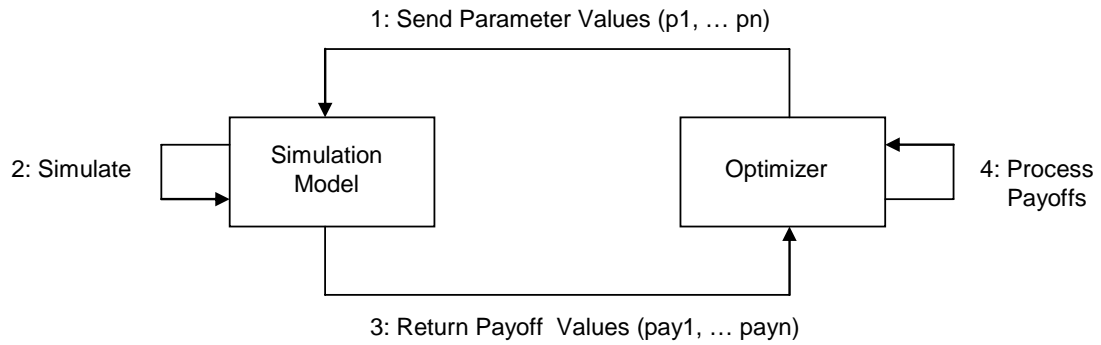 1: Send Parameter Values (p1, … pn)
2: Simulate
Simulation
Model
Optimizer
4: Process
Payoffs
3: Return Payoff Values (pay1, … payn)